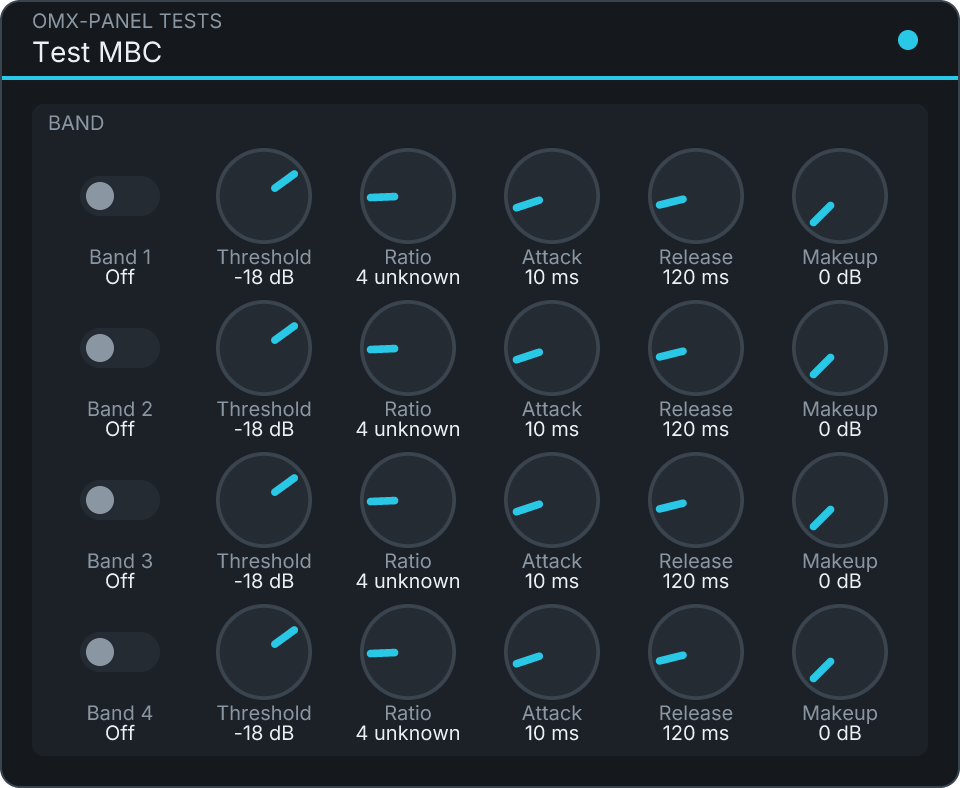 OMX-PANEL TESTS
Test MBC
BAND
Band 1 Threshold Ratio Attack Release Makeup
Off -18 dB 4 unknown 10 ms 120 ms 0 dB
Band 2 Threshold Ratio Attack Release Makeup
Off -18 dB 4 unknown 10 ms 120 ms 0 dB
Band 3 Threshold Ratio Attack Release Makeup
Off -18 dB 4 unknown 10 ms 120 ms 0 dB
Band 4 Threshold Ratio Attack Release Makeup
Off -18 dB 4 unknown 10 ms 120 ms 0 dB